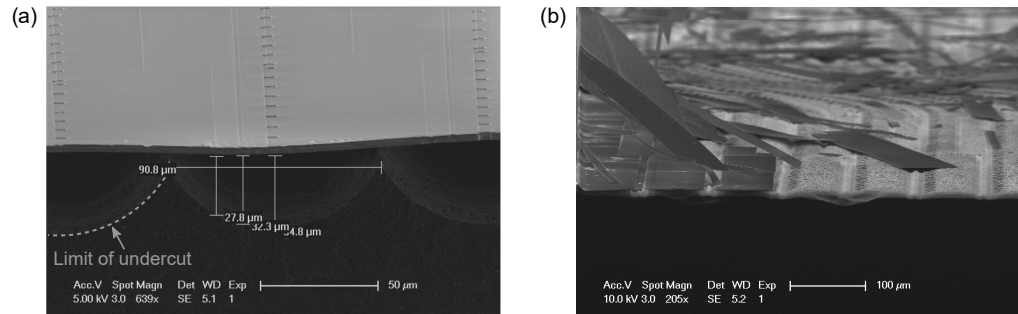 (a)
90.8 µm
27.8 µm
32.3 µm
34.8 µm
Limit of undercut
Acc.V Spot Magn Det WD Exp
5.00 kV 3.0 639x SE 5.1 1
50 µm
(b)
Acc.V Spot Magn Det WD Exp
10.0 kV 3.0 205x SE 5.2 1
100 µm